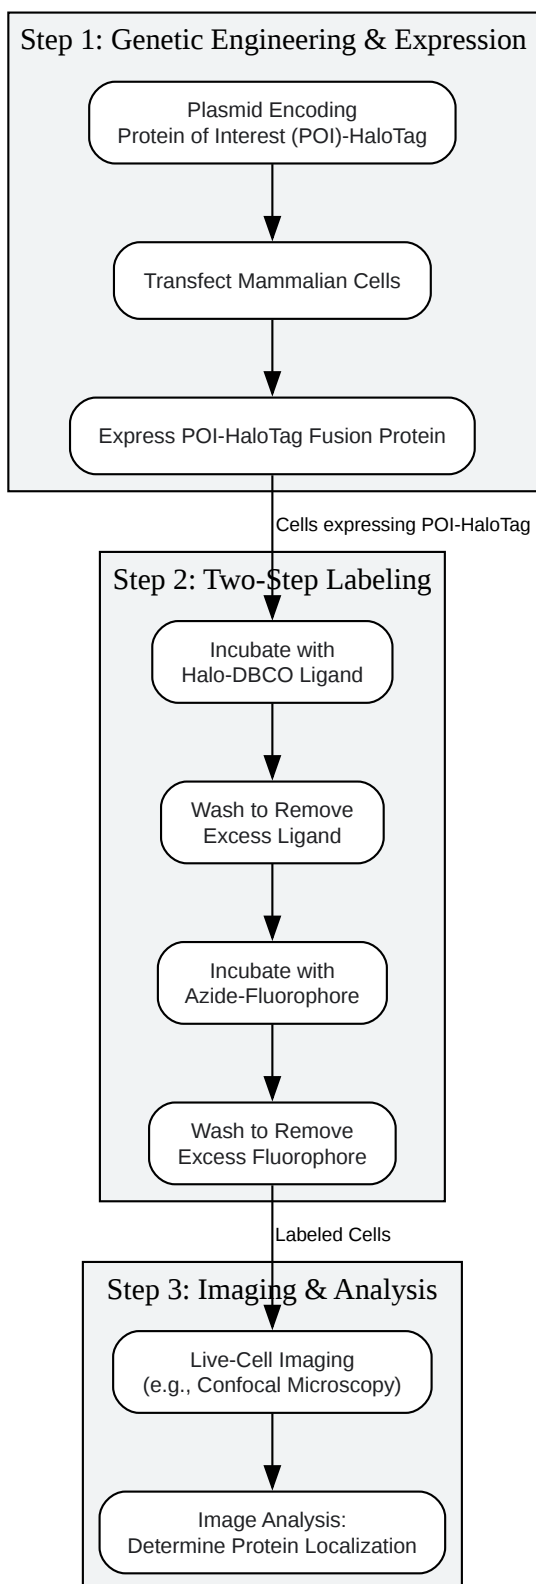 Step 1: Genetic Engineering & Expression
Plasmid Encoding
Protein of Interest (POI)-HaloTag
Transfect Mammalian Cells
Express POI-HaloTag Fusion Protein
Cells expressing POI-HaloTag
Step 2: Two-Step Labeling
Incubate with
Halo-DBCO Ligand
Wash to Remove
Excess Ligand
Incubate with
Azide-Fluorophore
Wash to Remove
Excess Fluorophore
Labeled Cells
Step 3: Imaging & Analysis
Live-Cell Imaging
(e.g., Confocal Microscopy)
Image Analysis:
Determine Protein Localization